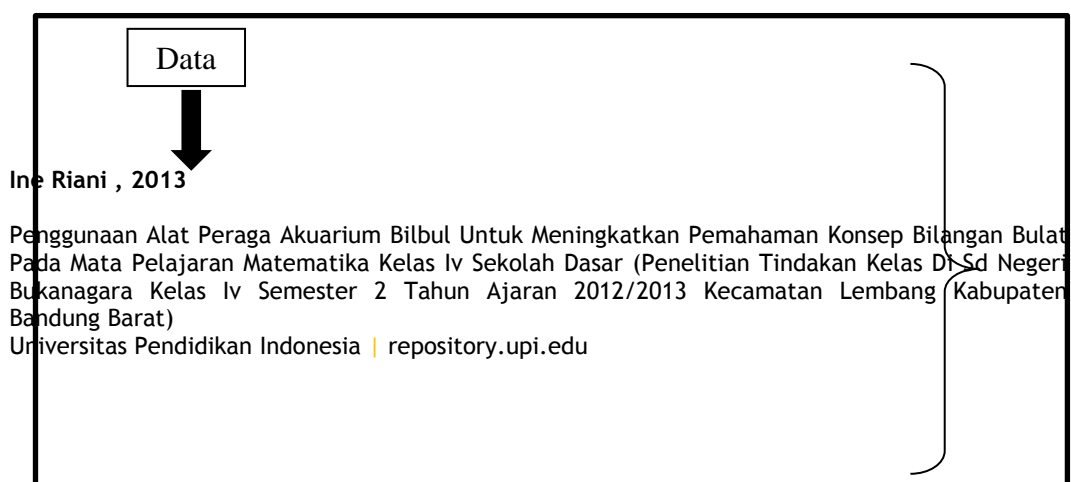 Data
Ine Riani , 2013
Penggunaan Alat Peraga Akuarium Bilbul Untuk Meningkatkan Pemahaman Konsep Bilangan Bulat
Pada Mata Pelajaran Matematika Kelas Iv Sekolah Dasar (Penelitian Tindakan Kelas Di Sd Negeri
Bukanagara Kelas Iv Semester 2 Tahun Ajaran 2012/2013 Kecamatan Lembang Kabupaten
Bandung Barat)
Universitas Pendidikan Indonesia | repository.upi.edu